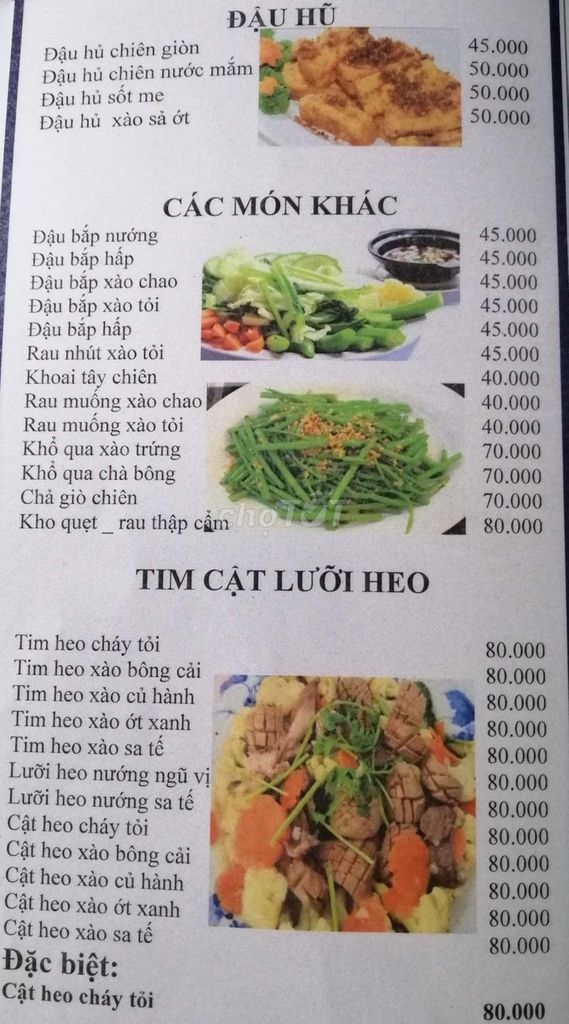 ĐẬU HŨ
Đậu hủ chiên giòn 45.000
Đậu hủ chiên nước mắm 50.000
Đậu hủ sốt me 50.000
Đậu hủ xào sả ớt 50.000
CÁC MÓN KHÁC
Đậu bắp nướng 45.000
Đậu bắp hấp 45.000
Đậu bắp xào chao 45.000
Đậu bắp xào tỏi 45.000
Đậu bắp hấp 45.000
Rau nhút xào tỏi 45.000
Khoai tây chiên 40.000
Rau muống xào chao 40.000
Rau muống xào tỏi 40.000
Khổ qua xào trứng 70.000
Khổ qua chà bông 70.000
Chả giò chiên 70.000
Kho quẹt _ rau thập cẩm 80.000
chợTỐT
TIM CẬT LƯỠI HEO
Tim heo cháy tỏi 80.000
Tim heo xào bông cải 80.000
Tim heo xào củ hành 80.000
Tim heo xào ớt xanh 80.000
Tim heo xào sa tế 80.000
Lưỡi heo nướng ngũ vị 80.000
Lưỡi heo nướng sa tế 80.000
Cật heo cháy tỏi 80.000
Cật heo xào bông cải 80.000
Cật heo xào củ hành 80.000
Cật heo xào ớt xanh 80.000
Cật heo xào sa tế 80.000
Đặc biệt:
Cật heo cháy tỏi 80.000